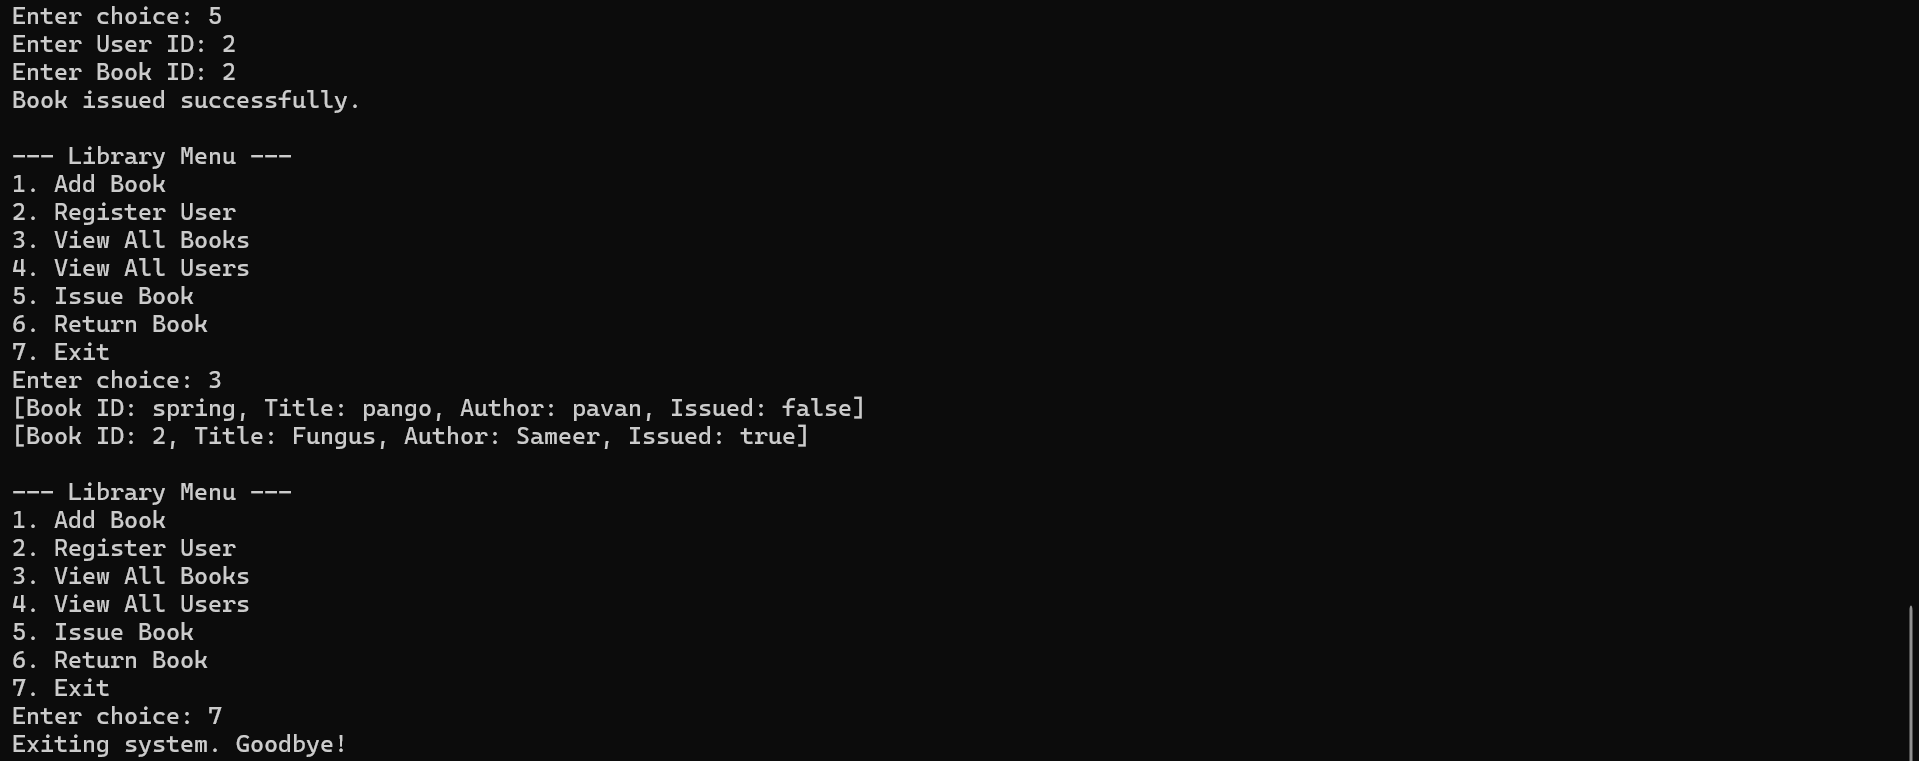 Enter choice: 5
Enter User ID: 2
Enter Book ID: 2
Book issued successfully.
--- Library Menu ---
1. Add Book
2. Register User
3. View All Books
4. View All Users
5. Issue Book
6. Return Book
7. Exit
Enter choice: 3
[Book ID: spring, Title: pango, Author: pavan, Issued: false]
[Book ID: 2, Title: Fungus, Author: Sameer, Issued: true]
--- Library Menu ---
1. Add Book
2. Register User
3. View All Books
4. View All Users
5. Issue Book
6. Return Book
7. Exit
Enter choice: 7
Exiting system. Goodbye!